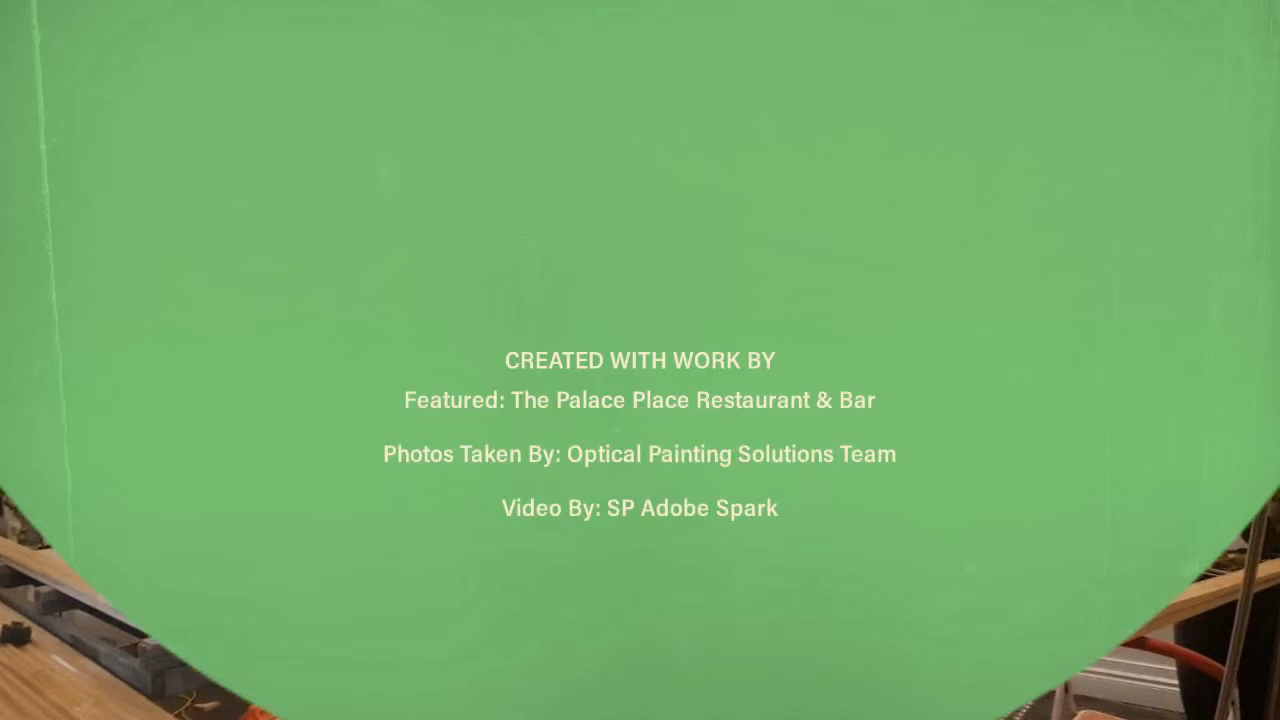 CREATED WITH WORK BY
Featured: The Palace Place Restaurant & Bar
Photos Taken By: Optical Painting Solutions Team
Video By: SP Adobe Spark